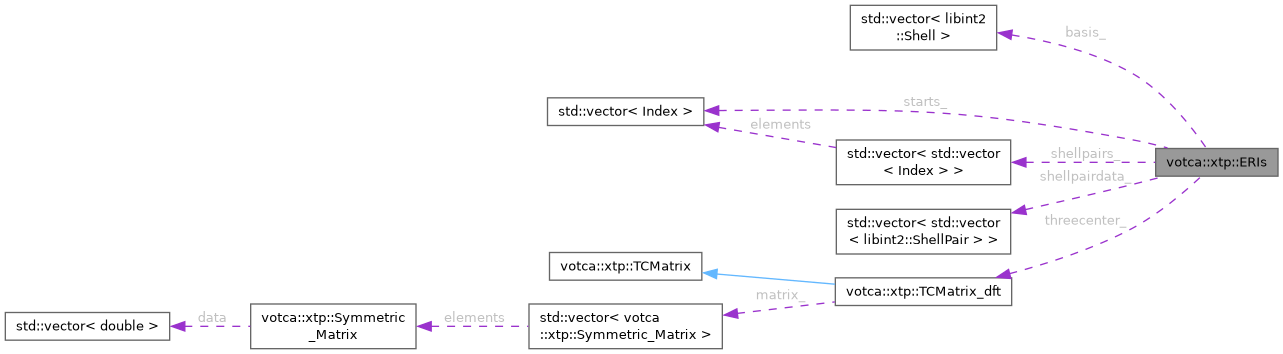 std::vector< libint2
::Shell >
basis_
std::vector< Index >
starts_
elements
std::vector< std::vector
< Index > >
shellpairs_
votca::xtp::ERIs
shellpairdata_
std::vector< std::vector
< libint2::ShellPair > >
threecenter_
votca::xtp::TCMatrix
votca::xtp::TCMatrix_dft
matrix_
std::vector< double >
data
votca::xtp::Symmetric
_Matrix
elements
std::vector< votca
::xtp::Symmetric_Matrix >